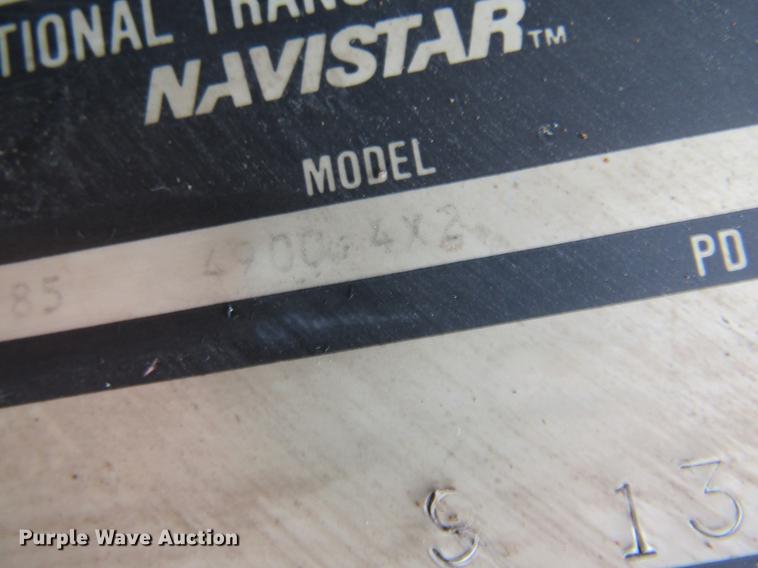 TIONAL TRANS
NAVISTAR™
MODEL
85 4900 4X2
PD
S 13
Purple Wave Auction